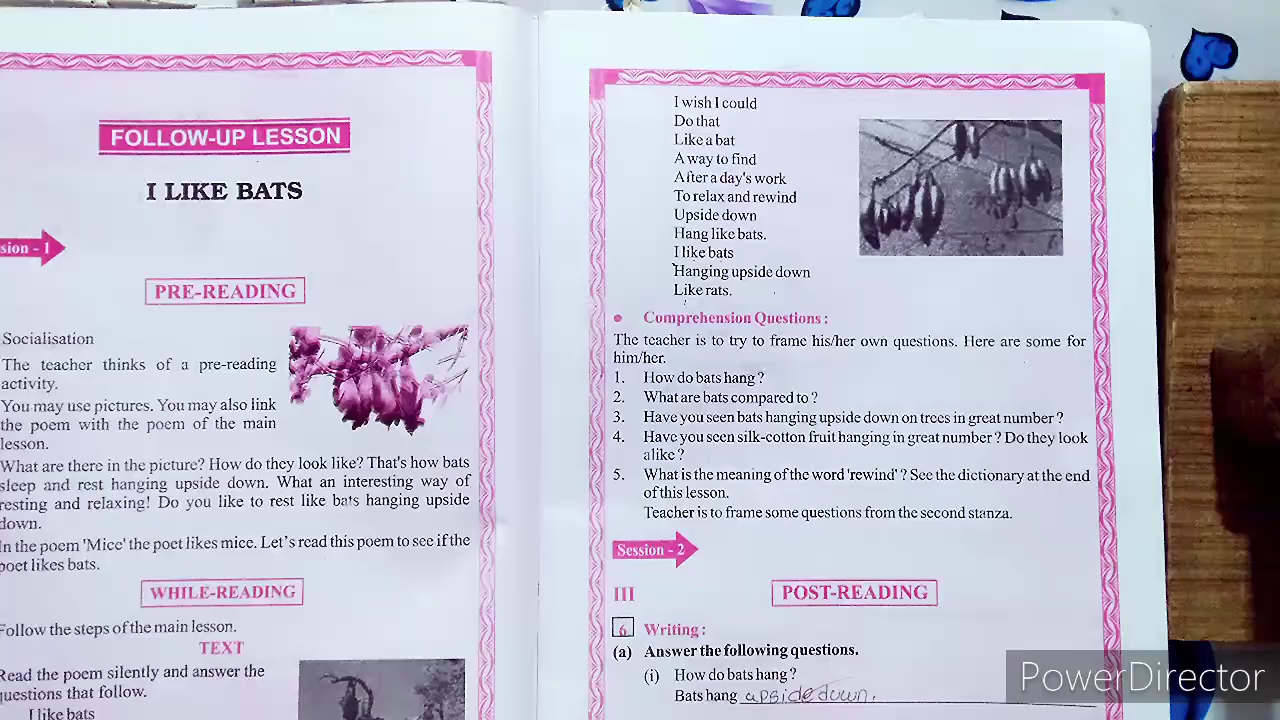 FOLLOW-UP LESSON
I LIKE BATS
sion - 1
PRE-READING
Socialisation
The teacher thinks of a pre-reading
activity.
You may use pictures. You may also link
the poem with the poem of the main
lesson.
What are there in the picture? How do they look like? That's how bats
sleep and rest hanging upside down. What an interesting way of
resting and relaxing! Do you like to rest like bats hanging upside
down.
In the poem 'Mice' the poet likes mice. Let's read this poem to see if the
poet likes bats.
WHILE-READING
Follow the steps of the main lesson.
TEXT
Read the poem silently and answer the
questions that follow.
I like bats
I wish I could
Do that
Like a bat
A way to find
After a day's work
To relax and rewind
Upside down
Hang like bats.
I like bats
Hanging upside down
Like rats.
• Comprehension Questions :
The teacher is to try to frame his/her own questions. Here are some for
him/her.
1. How do bats hang ?
2. What are bats compared to ?
3. Have you seen bats hanging upside down on trees in great number ?
4. Have you seen silk-cotton fruit hanging in great number ? Do they look
alike ?
5. What is the meaning of the word 'rewind' ? See the dictionary at the end
of this lesson.
Teacher is to frame some questions from the second stanza.
Session - 2
III POST-READING
6 Writing :
(a) Answer the following questions.
(i) How do bats hang ?
Bats hang upside down.
PowerDirector